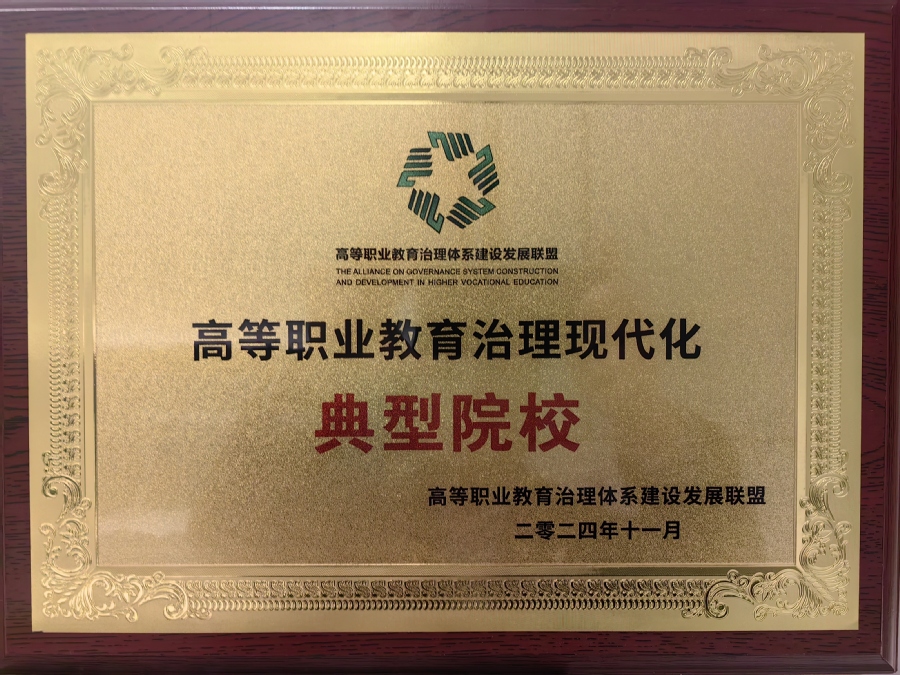 高等职业教育治理体系建设发展联盟
THE ALLIANCE ON GOVERNANCE SYSTEM CONSTRUCTION
AND DEVELOPMENT IN HIGHER VOCATIONAL EDUCATION
高等职业教育治理现代化
典型院校
高等职业教育治理体系建设发展联盟
二零二四年十一月